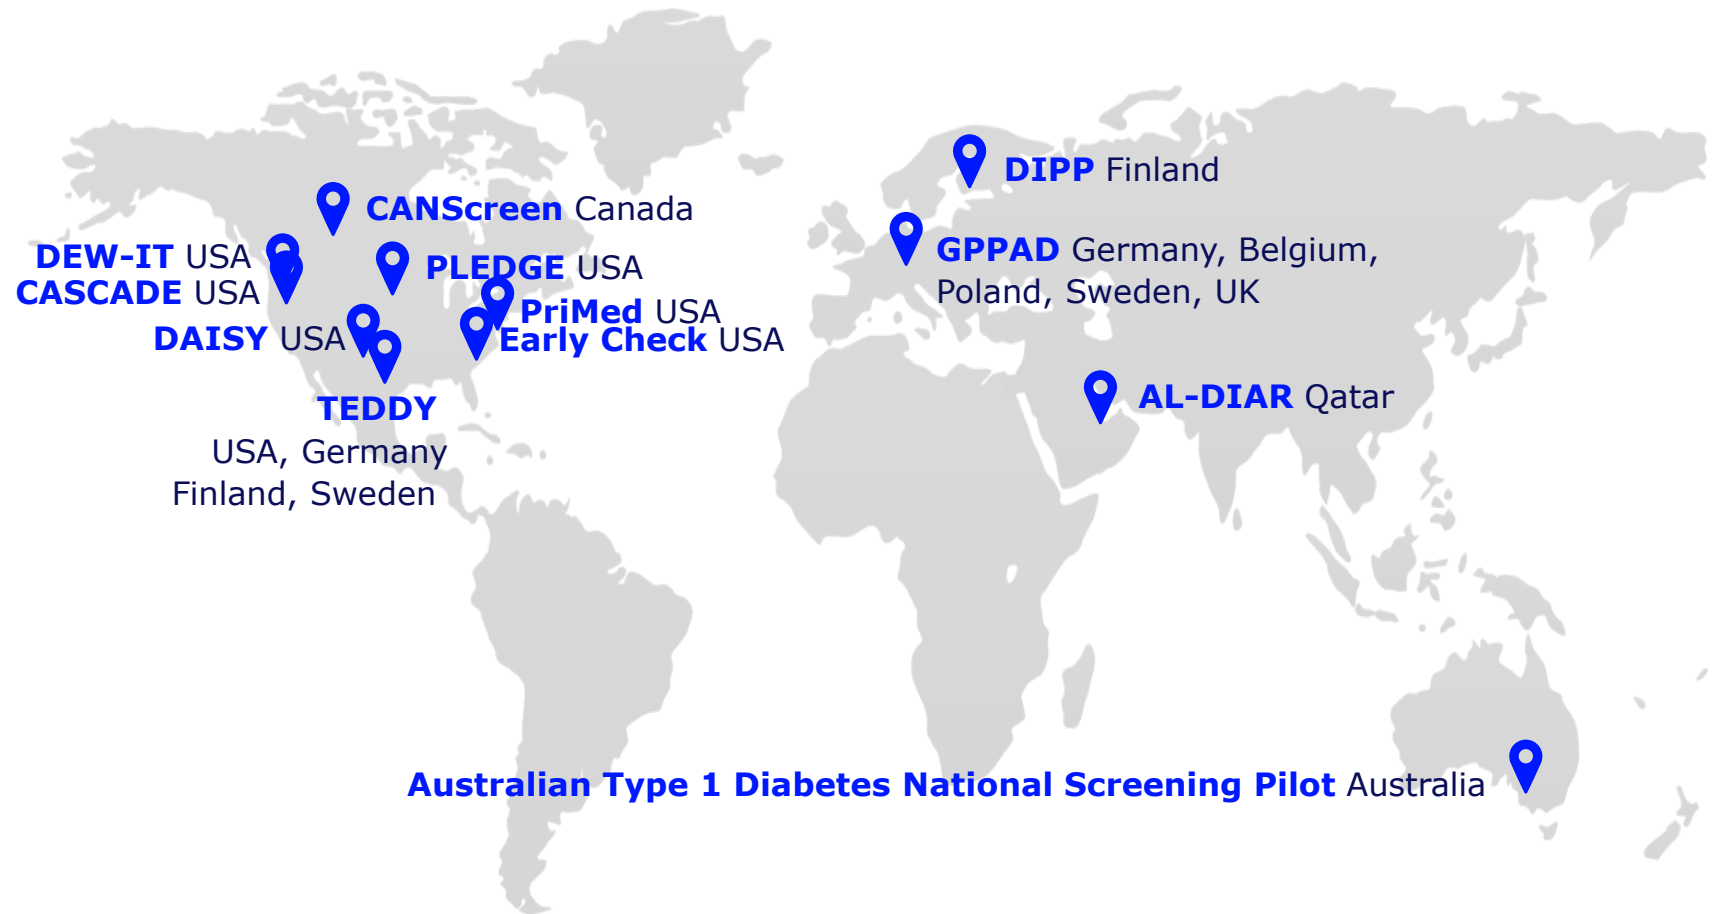 DIPP Finland
CANScreen Canada
DEW-IT USA
GPPAD Germany, Belgium,
Poland, Sweden, UK
PLEDGE USA
CASCADE USA
PriMed USA
DAISY USA
Early Check USA
AL-DIAR Qatar
TEDDY
USA, Germany
Finland, Sweden
Australian Type 1 Diabetes National Screening Pilot Australia